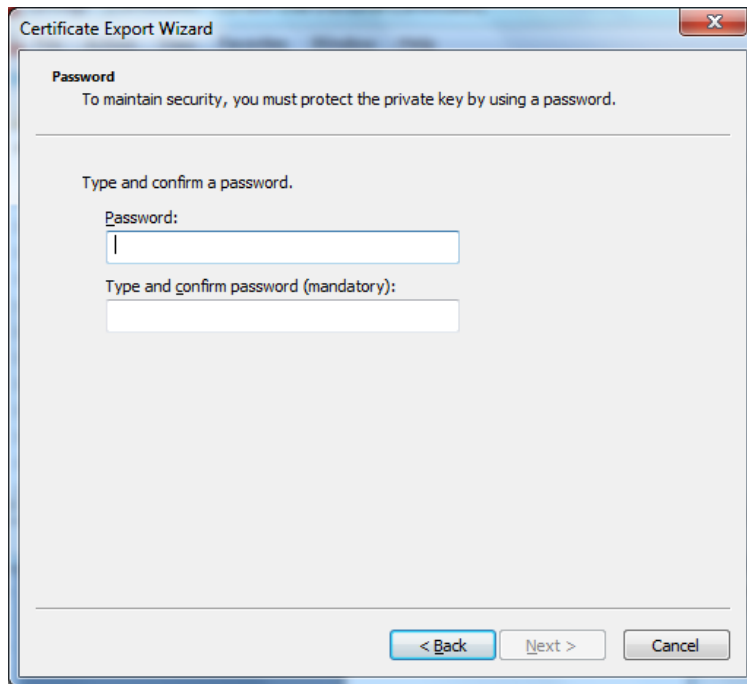 Certificate Export Wizard
Password
To maintain security, you must protect the private key by using a password.
Type and confirm a password.
Password:
Type and confirm password (mandatory):
< Back Next > Cancel